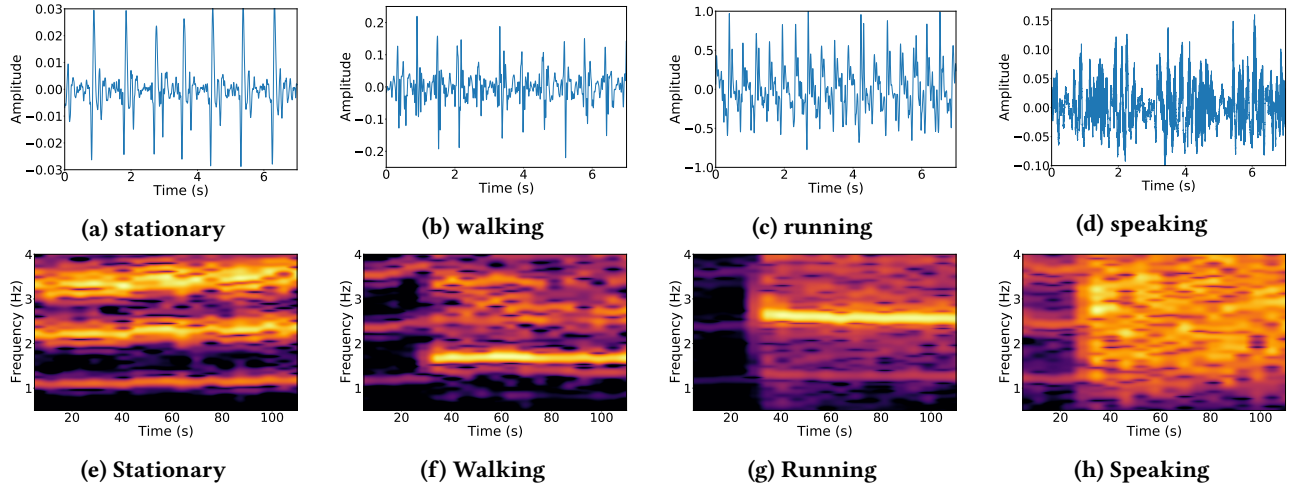 0.03
0.02
0.01
0.00
−0.01
−0.02
−0.03
Amplitude
0 2 4 6
Time (s)
(a) stationary
0.2
0.1
0.0
−0.1
−0.2
Amplitude
0 2 4 6
Time (s)
(b) walking
1.0
0.5
0.0
−0.5
1.0
Amplitude
0 2 4 6
Time (s)
(c) running
0.15
0.10
0.05
0.00
−0.05
−0.10
Amplitude
0 2 4 6
Time (s)
(d) speaking
4
3
2
1
Frequency (Hz)
20 40 60 80 100
Time (s)
(e) Stationary
4
3
2
1
Frequency (Hz)
20 40 60 80 100
Time (s)
(f) Walking
4
3
2
1
Frequency (Hz)
20 40 60 80 100
Time (s)
(g) Running
4
3
2
1
Frequency (Hz)
20 40 60 80 100
Time (s)
(h) Speaking